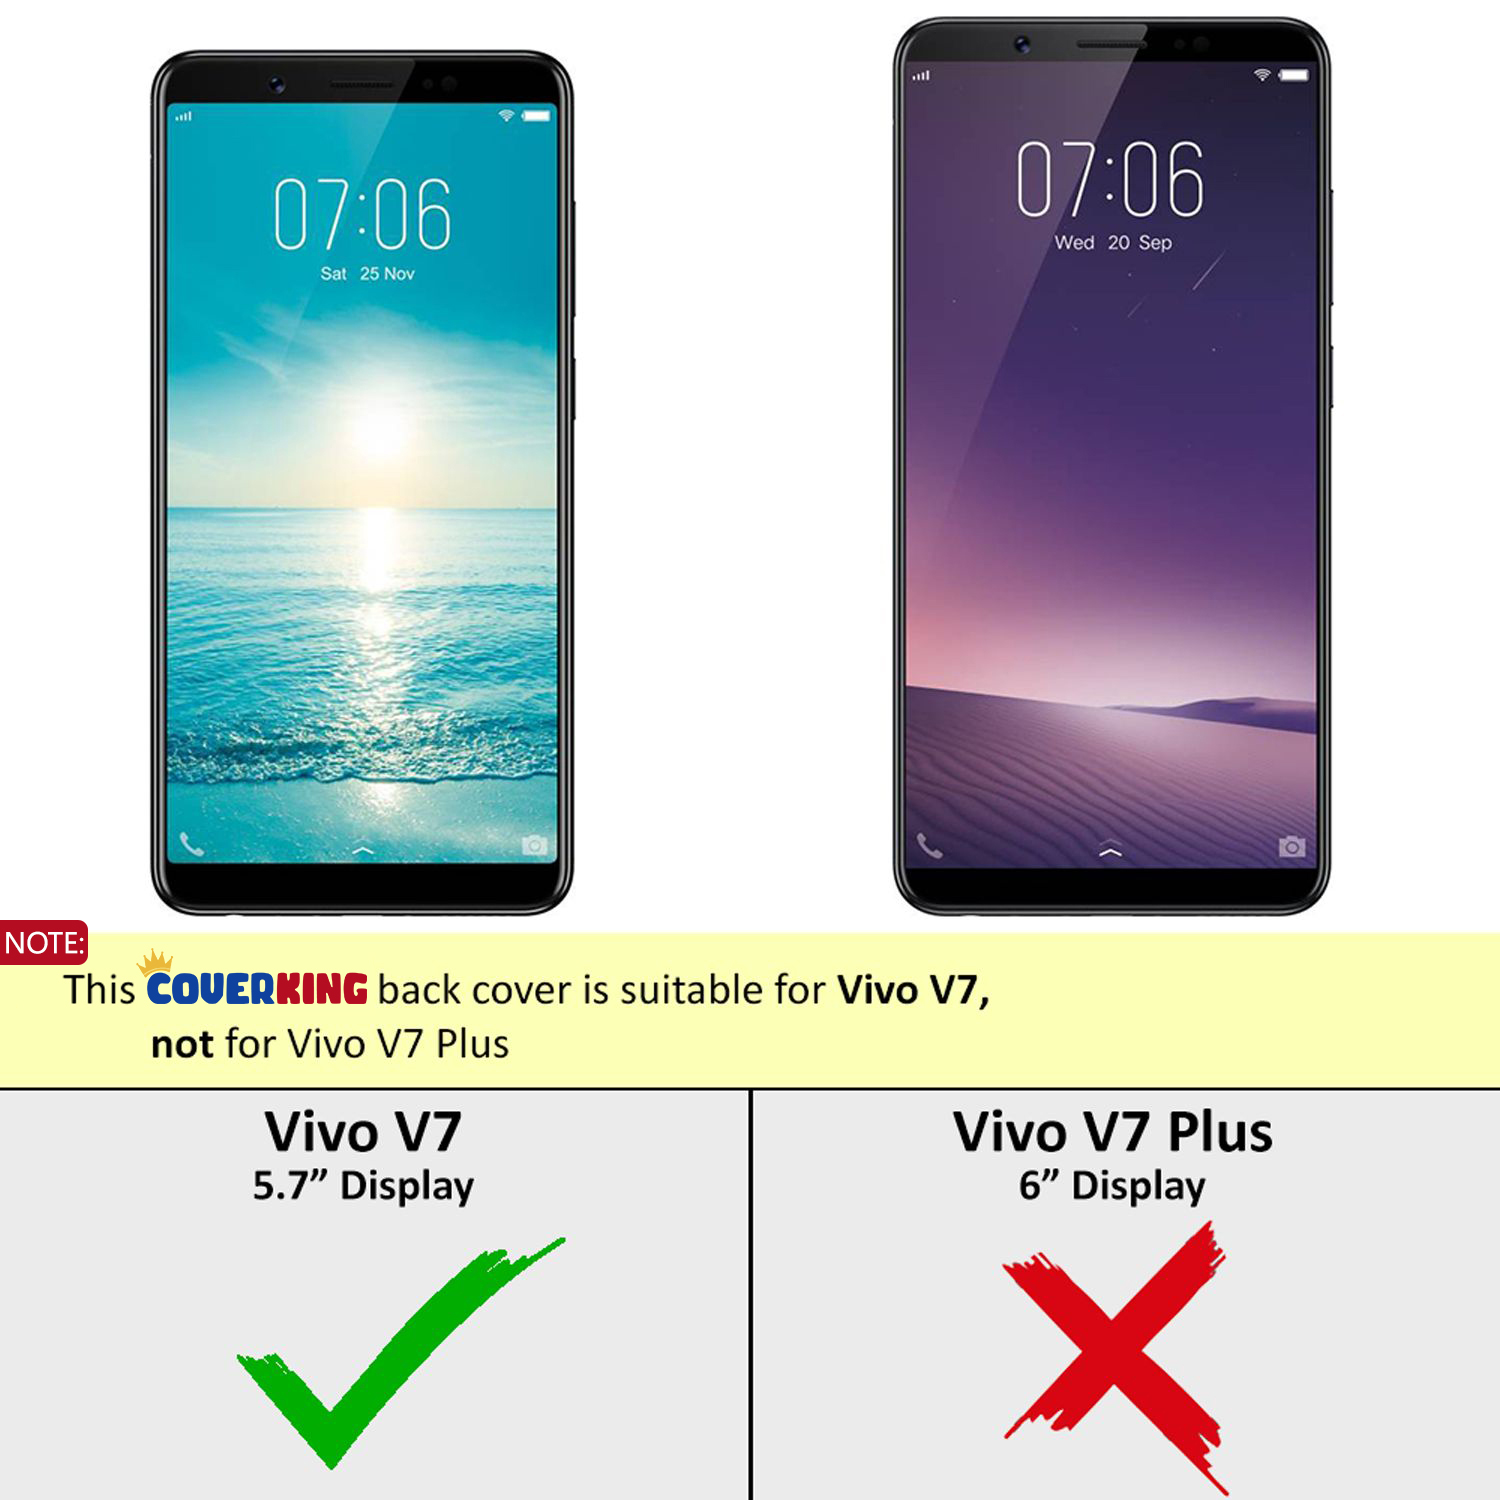 07:06
Sat 25 Nov
07:06
Wed 20 Sep
NOTE:
This COVERKING back cover is suitable for Vivo V7,
not for Vivo V7 Plus
Vivo V7
5.7” Display
Vivo V7 Plus
6” Display